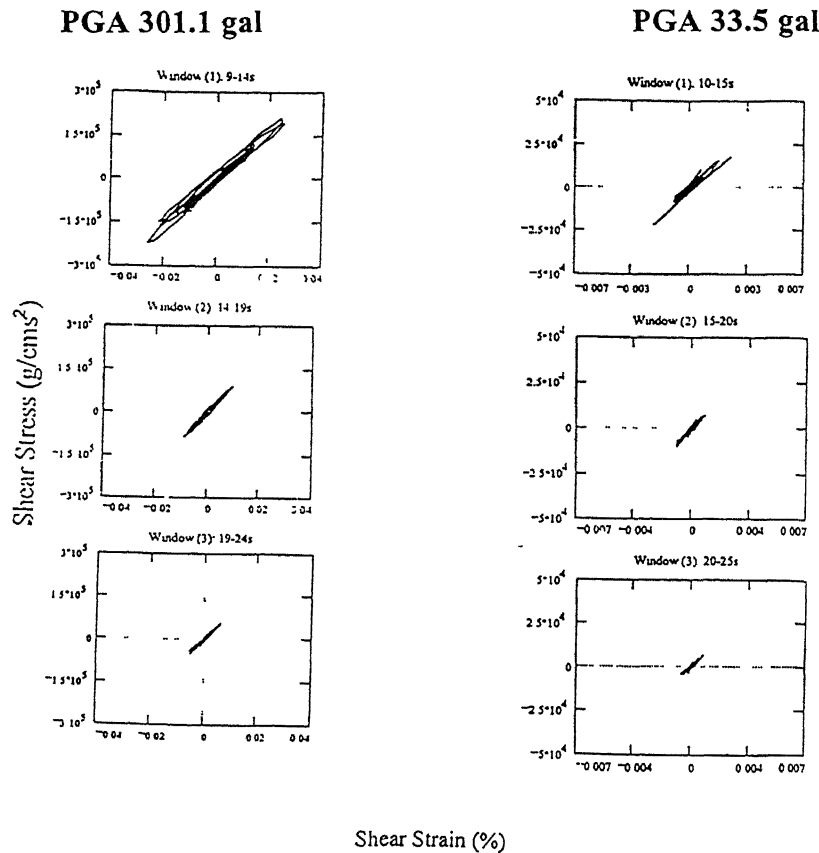 PGA 301.1 gal
PGA 33.5 gal
Window (1). 9-14s
3*10^5
1.5*10^5
0
-1.5*10^5
-3*10^5
-0.04 -0.02 0 0.04
Window (1). 10-15s
5*10^4
2.5*10^4
0
-2.5*10^4
-5*10^4
-0 007 -0.003 0 0.003 0.007
Shear Stress (g/cms²)
Window (2) 14 19s
3*10^5
1 5*10^5
0
-1.5*10^5
-3*10^5
-0 04 -0 02 0 0 02 0 04
Window (2) 15-20s
5*10^4
2.5*10^4
0
-2.5*10^4
-5*10^4
-0 007 -0 004 0 0 004 0 007
Window (3) 19-24s
3*10^5
1 5*10^5
0
-1 5*10^5
-3 10^5
-0 04 -0 02 0 0 02 0 04
Window (3) 20-25s
5*10^4
2 5*10^4
0
-2 5*10^4
-5*10^4
-0 007 -0 004 0 0 004 0 007
Shear Strain (%)